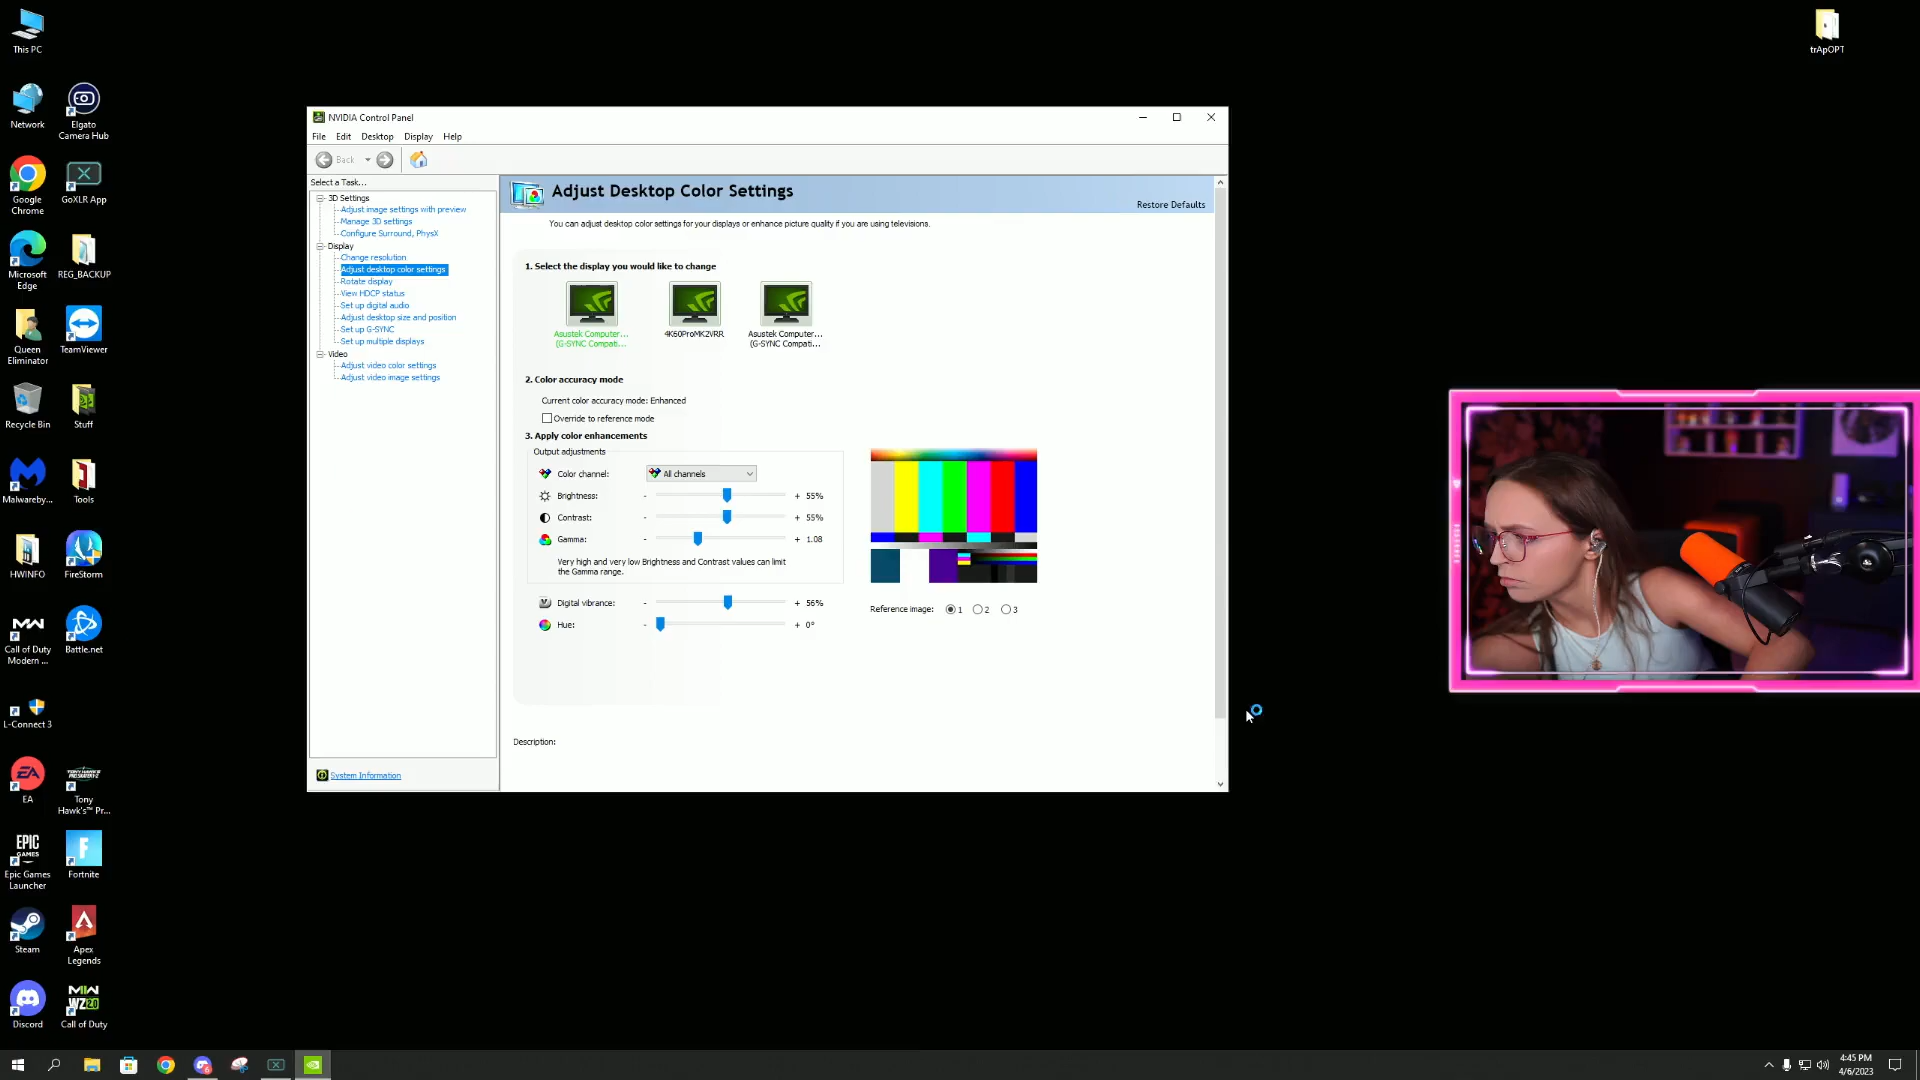 This PC
trApOPT
Network
Elgato
Camera Hub
Google
Chrome
GoXLR App
Microsoft
Edge
REG_BACKUP
Queen
Eliminator
TeamViewer
Recycle Bin
Stuff
Malwareby...
Tools
HWINFO
FireStorm
Call of Duty
Modern ...
Battle.net
L-Connect 3
EA
Tony
Hawk's™ Pr...
EPIC
GAMES
Epic Games
Launcher
Fortnite
Steam
Apex
Legends
Discord
Call of Duty
NVIDIA Control Panel
File Edit Desktop Display Help
Back
Select a Task...
3D Settings
Adjust image settings with preview
Manage 3D settings
Configure Surround, PhysX
Display
Change resolution
Adjust desktop color settings
Rotate display
View HDCP status
Set up digital audio
Adjust desktop size and position
Set up G-SYNC
Set up multiple displays
Video
Adjust video color settings
Adjust video image settings
System Information
Adjust Desktop Color Settings
Restore Defaults
You can adjust desktop color settings for your displays or enhance picture quality if you are using televisions.
1. Select the display you would like to change
Asustek Computer...
(G-SYNC Compati...
4K60ProMK2VRR
Asustek Computer...
(G-SYNC Compati...
2. Color accuracy mode
Current color accuracy mode: Enhanced
Override to reference mode
3. Apply color enhancements
Output adjustments
Color channel: All channels
Brightness: - + 55%
Contrast: - + 55%
Gamma: - + 1.08
Very high and very low Brightness and Contrast values can limit
the Gamma range.
Digital vibrance: - + 56%
Hue: - + 0°
Reference image: 1 2 3
Description:
4:45 PM
4/6/2023